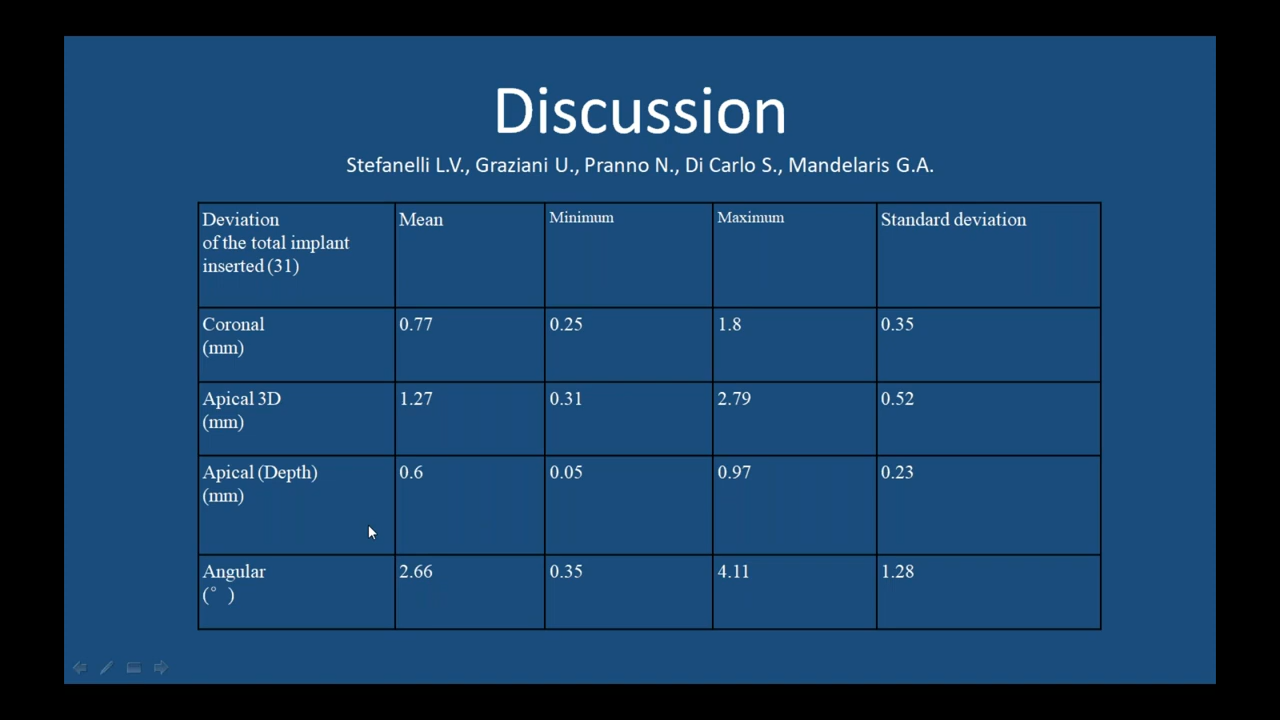 Discussion
Stefanelli L.V., Graziani U., Pranno N., Di Carlo S., Mandelaris G.A.
Deviation
of the total implant
inserted (31)
Mean
Minimum
Maximum
Standard deviation
Coronal
(mm)
0.77
0.25
1.8
0.35
Apical 3D
(mm)
1.27
0.31
2.79
0.52
Apical (Depth)
(mm)
0.6
0.05
0.97
0.23
Angular
(° )
2.66
0.35
4.11
1.28